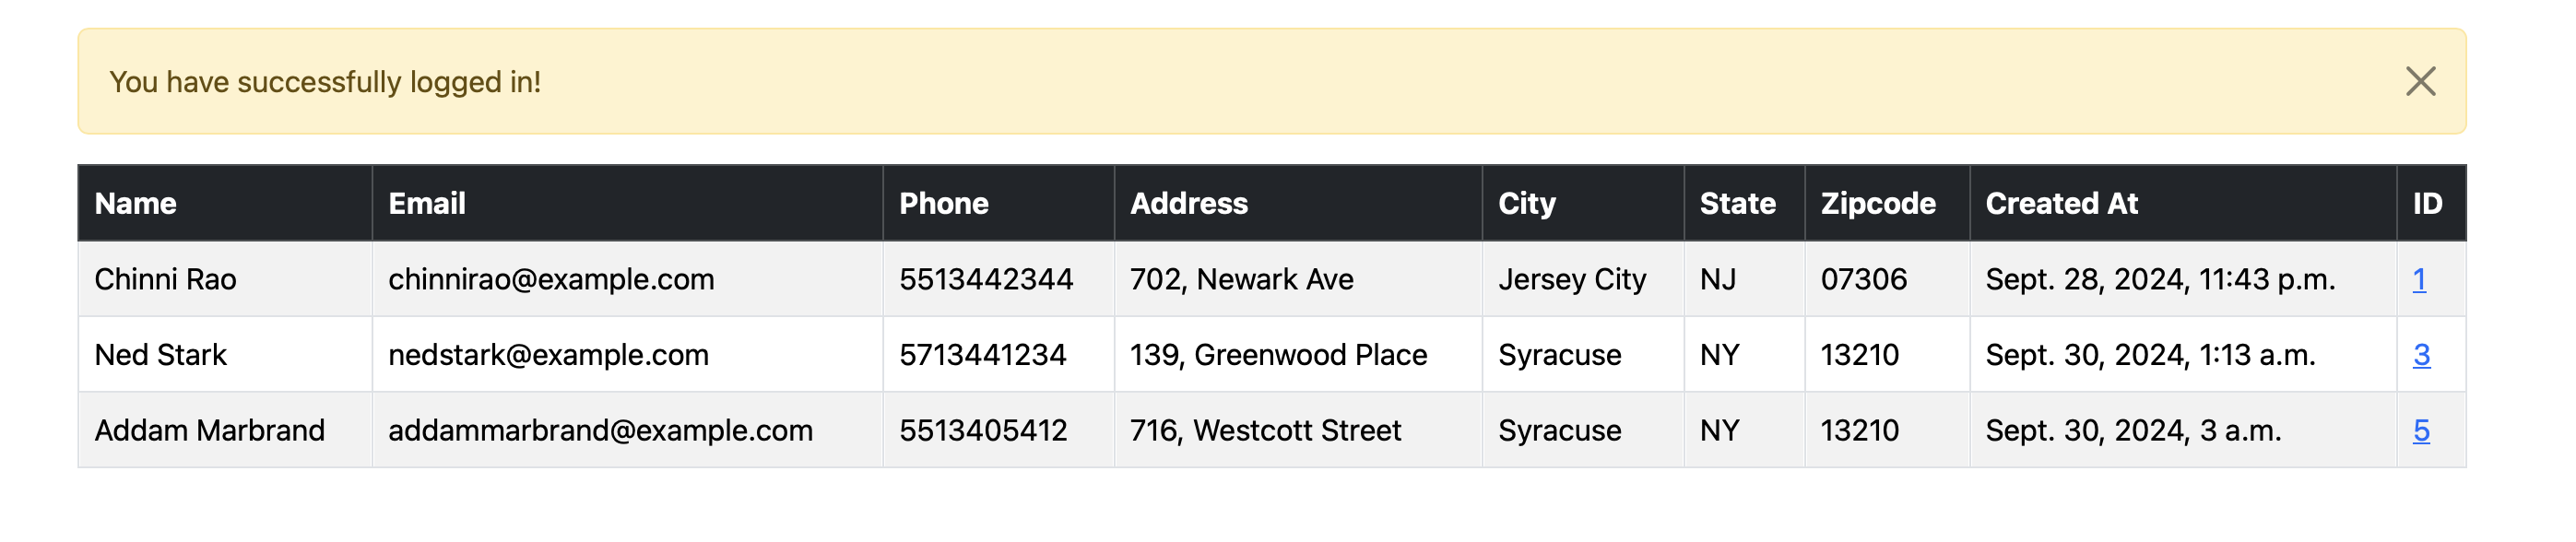 You have successfully logged in!
Name Email Phone Address City State Zipcode Created At ID
Chinni Rao chinnirao@example.com 5513442344 702, Newark Ave Jersey City NJ 07306 Sept. 28, 2024, 11:43 p.m. 1
Ned Stark nedstark@example.com 5713441234 139, Greenwood Place Syracuse NY 13210 Sept. 30, 2024, 1:13 a.m. 3
Addam Marbrand addammarbrand@example.com 5513405412 716, Westcott Street Syracuse NY 13210 Sept. 30, 2024, 3 a.m. 5